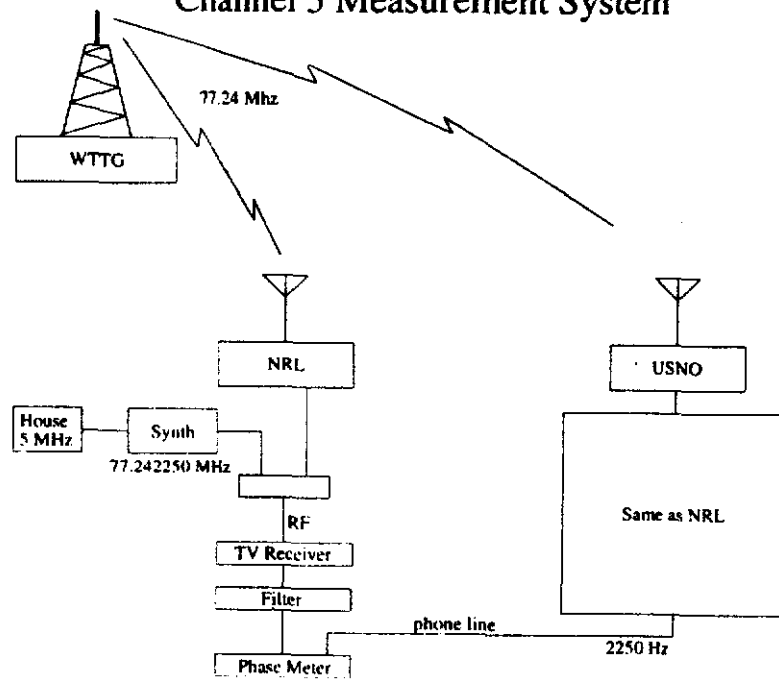 Channel 5 Measurement System
77.24 Mhz
WTTG
NRL
USNO
House
5 MHz
Synth
77.242250 MHz
RF
Same as NRL
TV Receiver
Filter
phone line
2250 Hz
Phase Meter